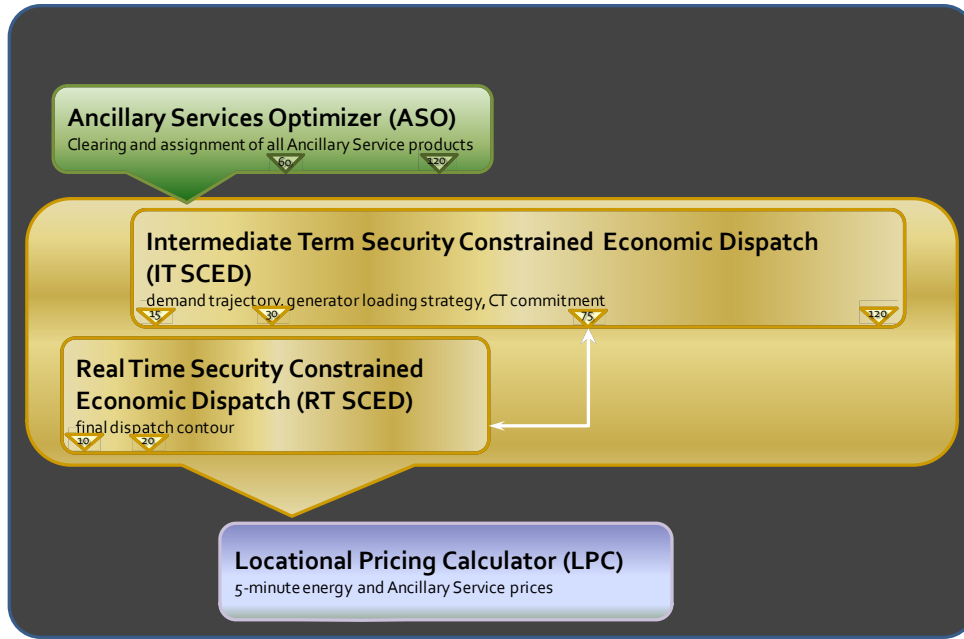 Ancillary Services Optimizer (ASO)
Clearing and assignment of all Ancillary Service products
60
120
Intermediate Term Security Constrained Economic Dispatch
(IT SCED)
demand trajectory, generator loading strategy, CT commitment
15
30
75
120
Real Time Security Constrained
Economic Dispatch (RT SCED)
final dispatch contour
10
20
Locational Pricing Calculator (LPC)
5-minute energy and Ancillary Service prices